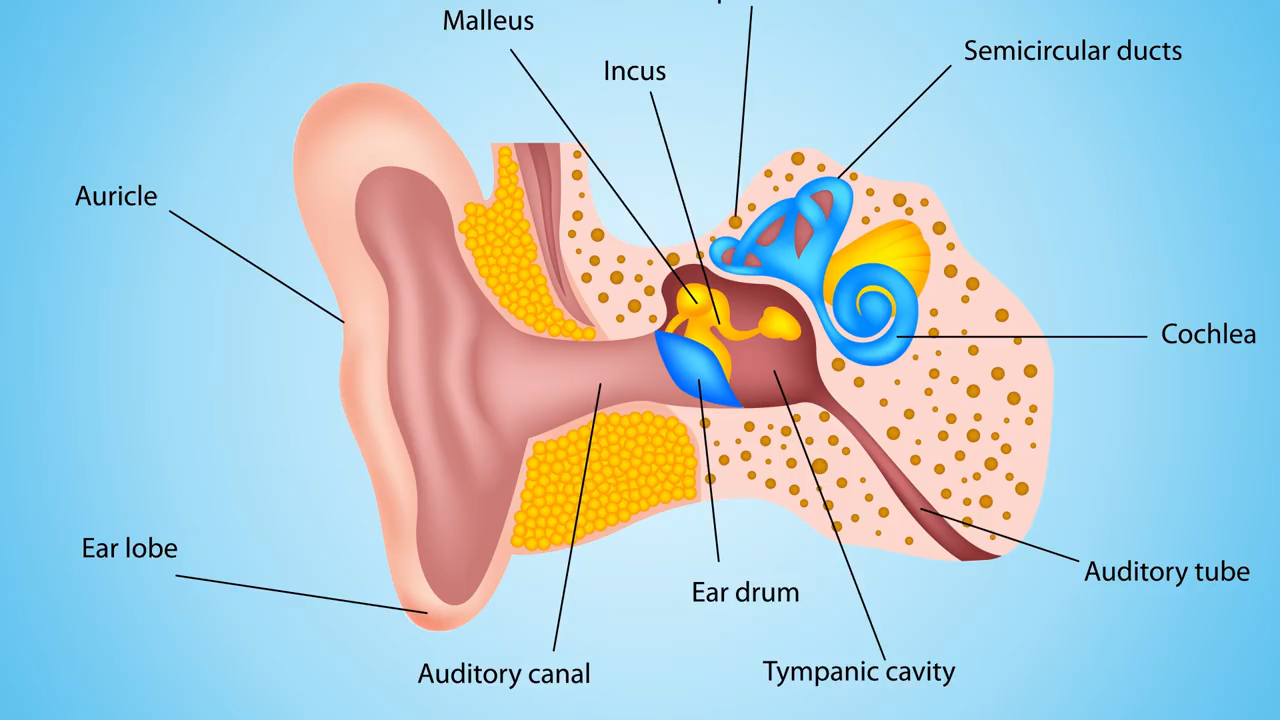 Malleus
Incus
Semicircular ducts
Auricle
Cochlea
Ear lobe
Ear drum
Auditory tube
Auditory canal
Tympanic cavity